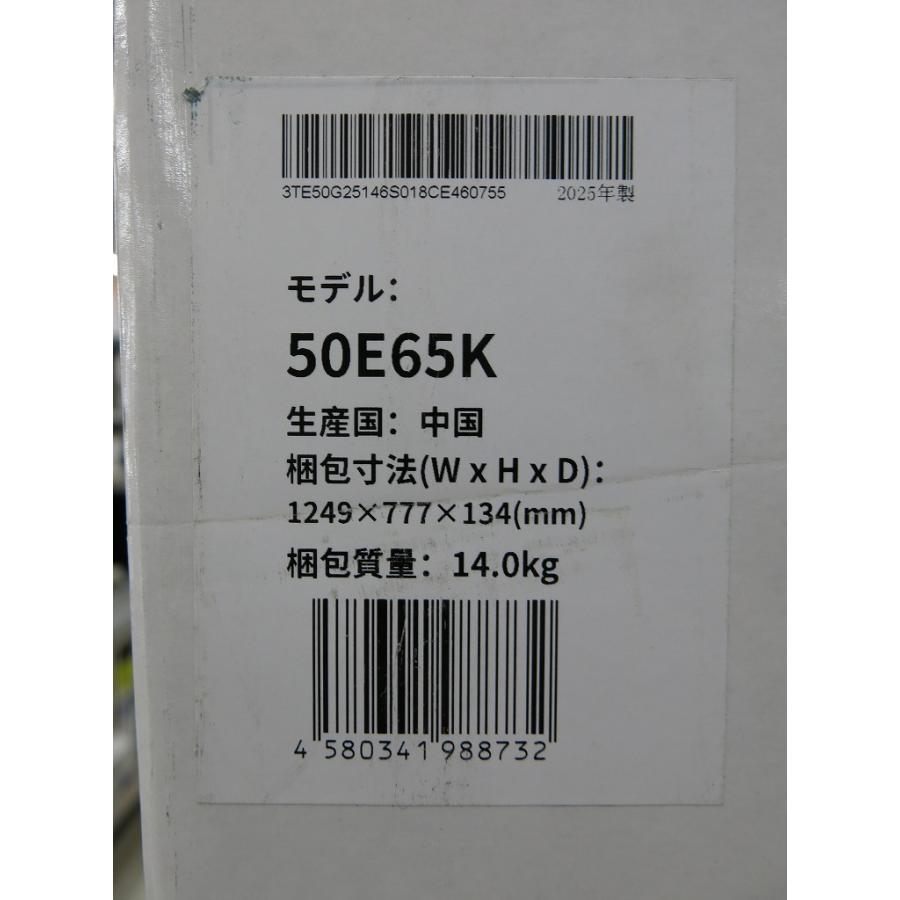 3TE50G25146S018CE460755 2025年製
モデル：
50E65K
生産国：中国
梱包寸法(W x H x D)：
1249×777×134(mm)
梱包質量：14.0kg
4 580341 988732